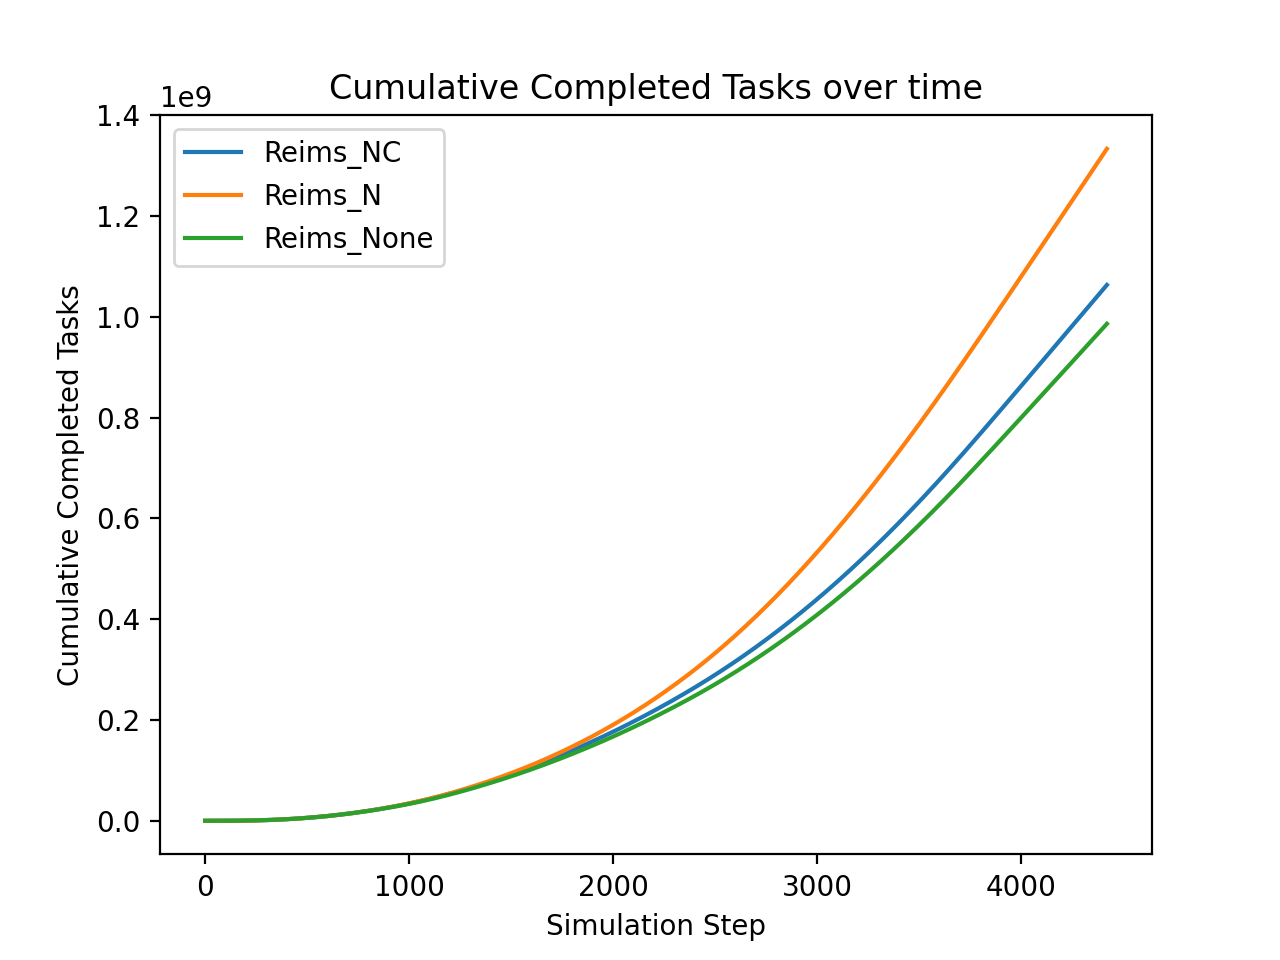 Cumulative Completed Tasks over time
1e9
1.4
1.2
1.0
0.8
0.6
0.4
0.2
0.0
Cumulative Completed Tasks
Reims_NC
Reims_N
Reims_None
0 1000 2000 3000 4000
Simulation Step